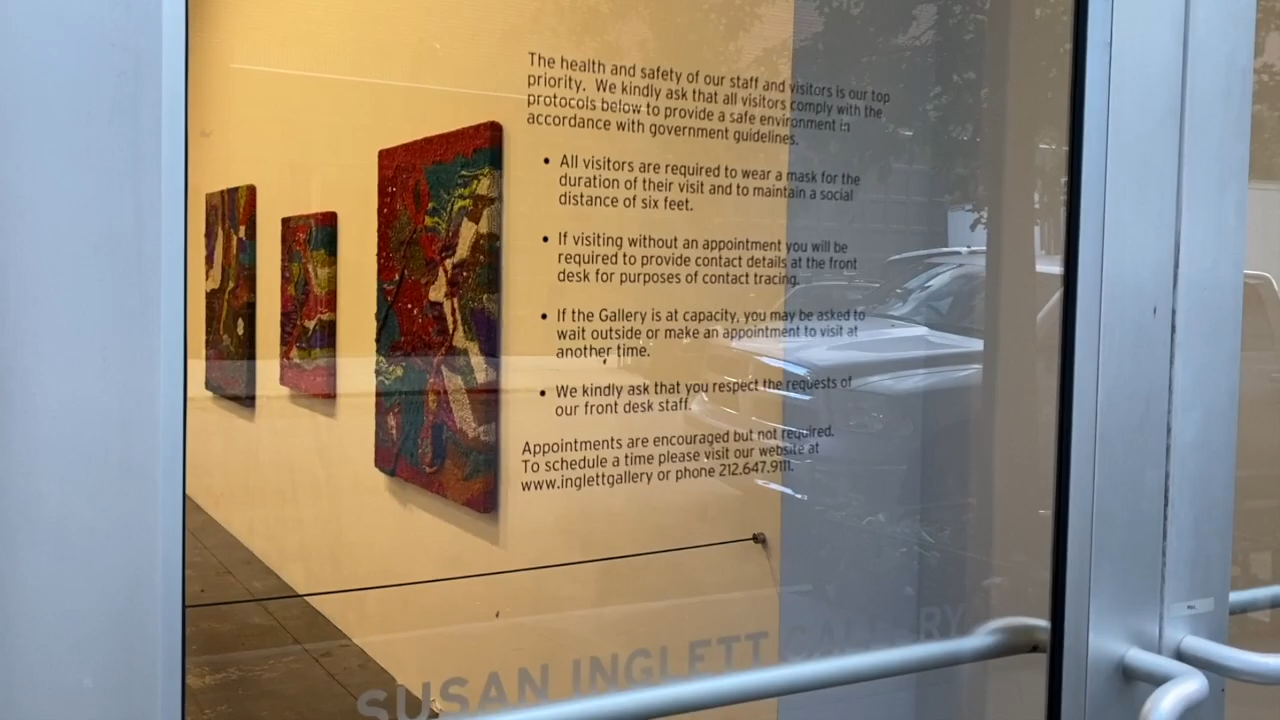 The health and safety of our staff and visitors is our top
priority. We kindly ask that all visitors comply with the
protocols below to provide a safe environment in
accordance with government guidelines.
• All visitors are required to wear a mask for the
duration of their visit and to maintain a social
distance of six feet.
• If visiting without an appointment you will be
required to provide contact details at the front
desk for purposes of contact tracing.
• If the Gallery is at capacity, you may be asked to
wait outside or make an appointment to visit at
another time.
• We kindly ask that you respect the requests of
our front desk staff.
Appointments are encouraged but not required.
To schedule a time please visit our website at
www.inglettgallery or phone 212.647.9111.
SUSAN INGLETT GALLERY